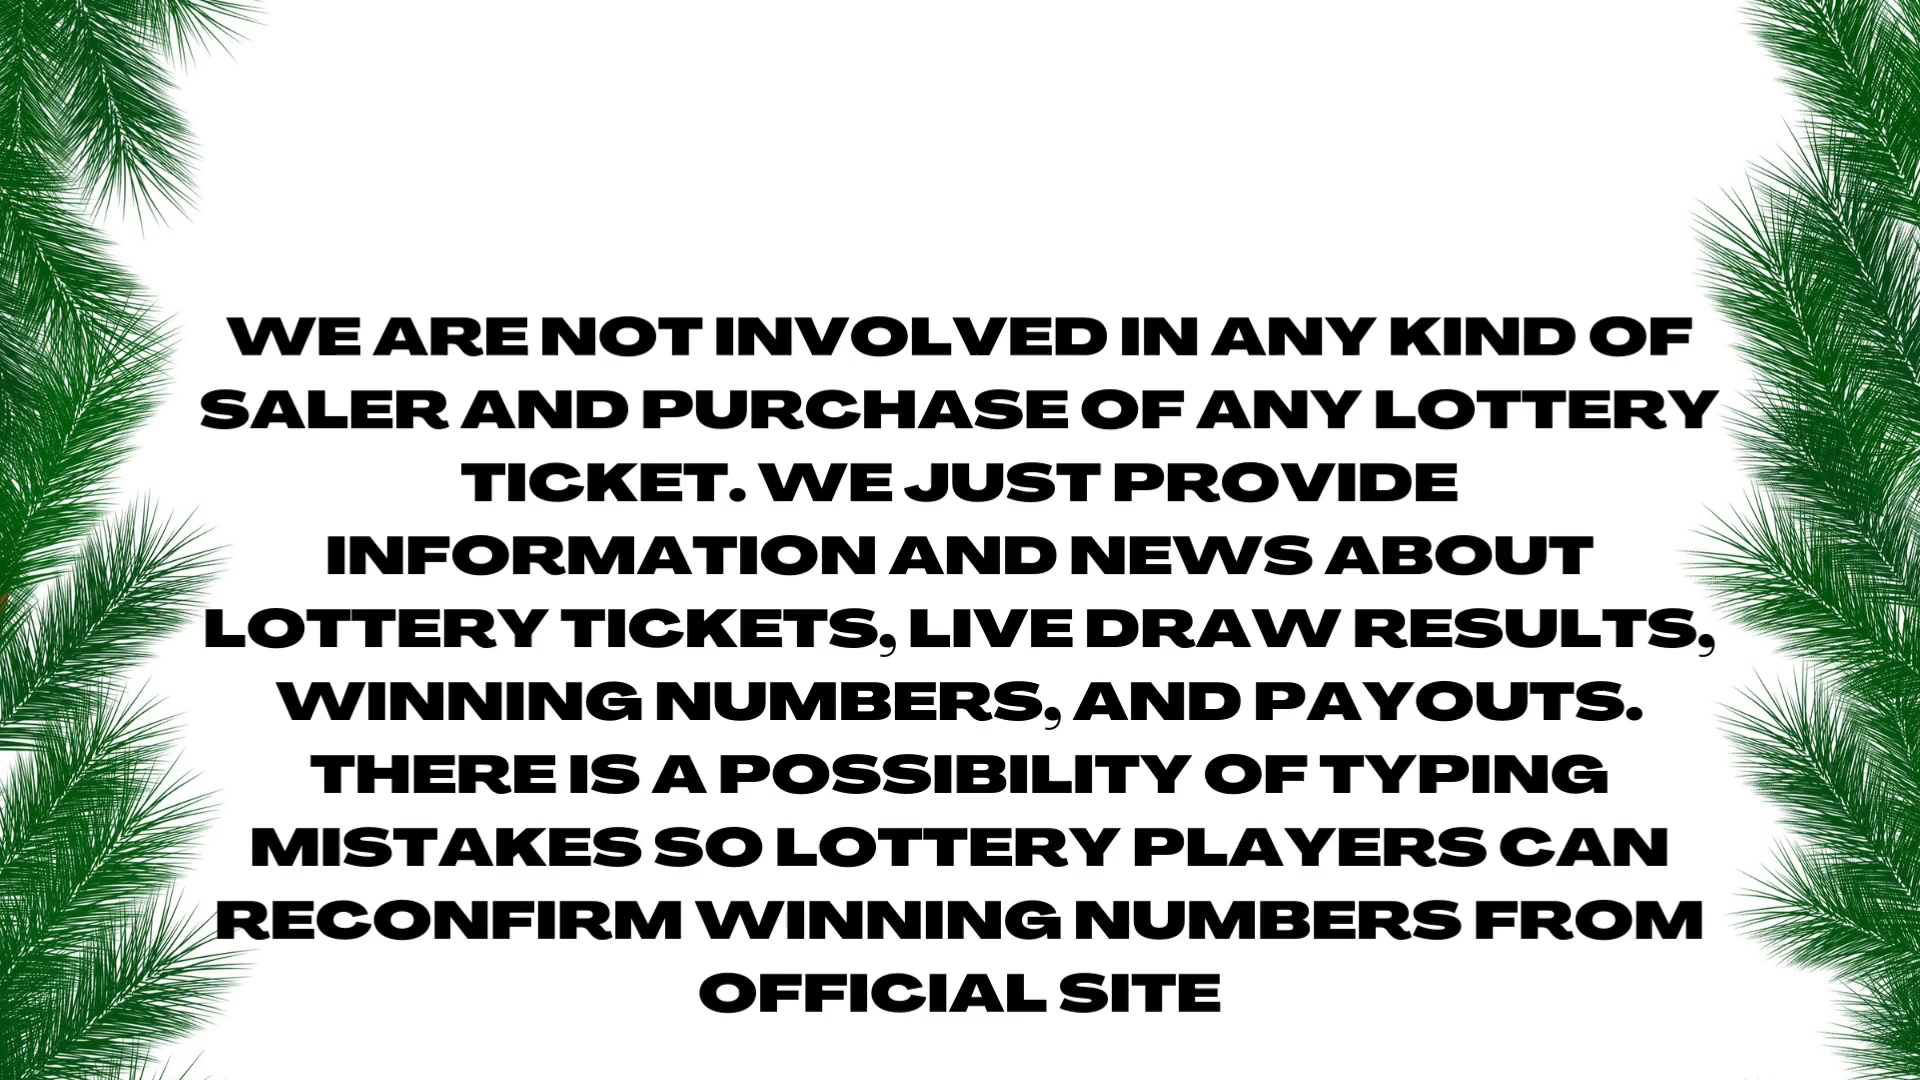 WE ARE NOT INVOLVED IN ANY KIND OF
SALER AND PURCHASE OF ANY LOTTERY
TICKET. WE JUST PROVIDE
INFORMATION AND NEWS ABOUT
LOTTERY TICKETS, LIVE DRAW RESULTS,
WINNING NUMBERS, AND PAYOUTS.
THERE IS A POSSIBILITY OF TYPING
MISTAKES SO LOTTERY PLAYERS CAN
RECONFIRM WINNING NUMBERS FROM
OFFICIAL SITE